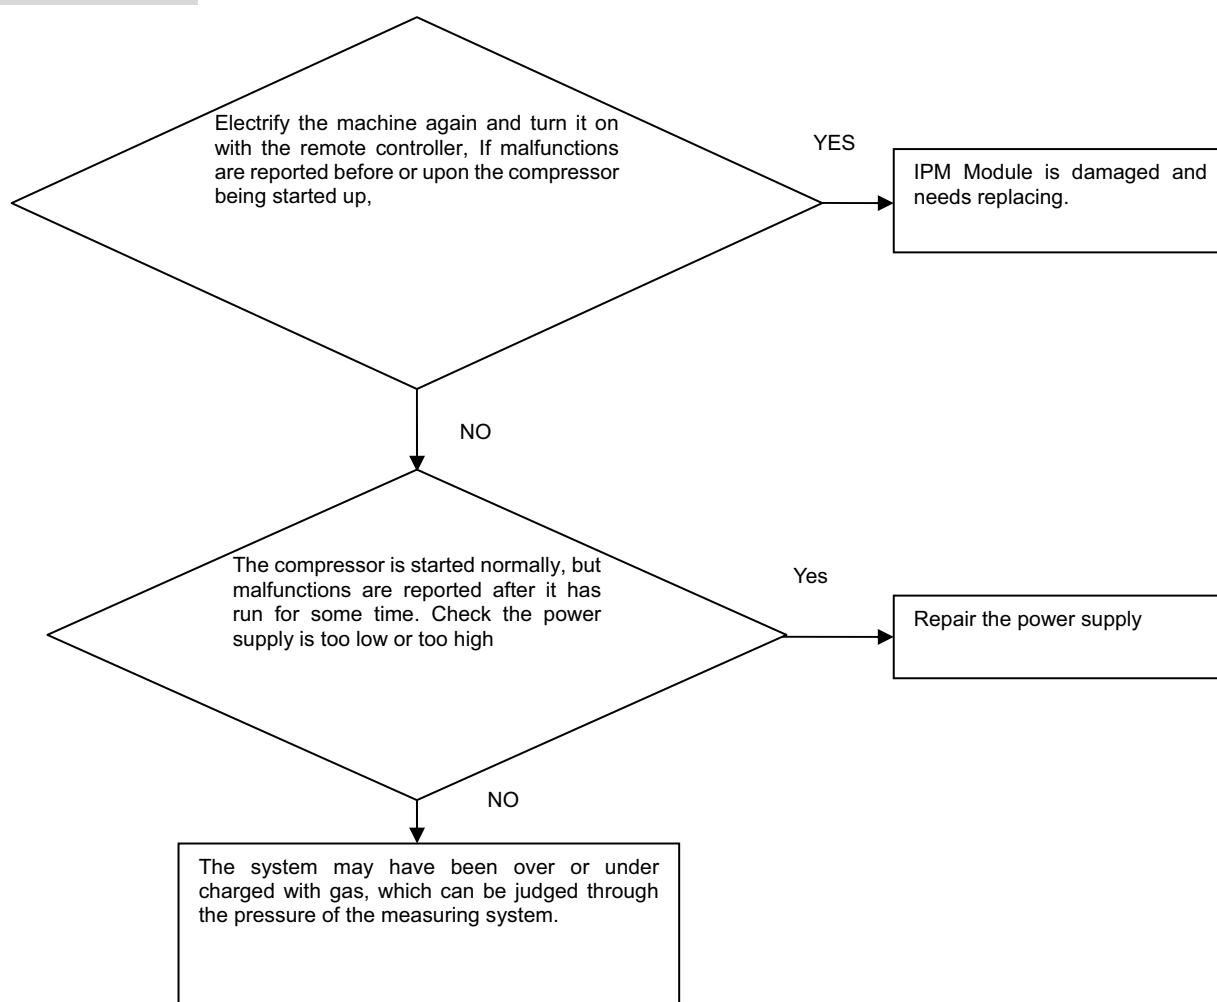 Electrify the machine again and turn it on
with the remote controller, If malfunctions
are reported before or upon the compressor
being started up,
YES
IPM Module is damaged and
needs replacing.
NO
The compressor is started normally, but
malfunctions are reported after it has
run for some time. Check the power
supply is too low or too high
Yes
Repair the power supply
NO
The system may have been over or under
charged with gas, which can be judged through
the pressure of the measuring system.